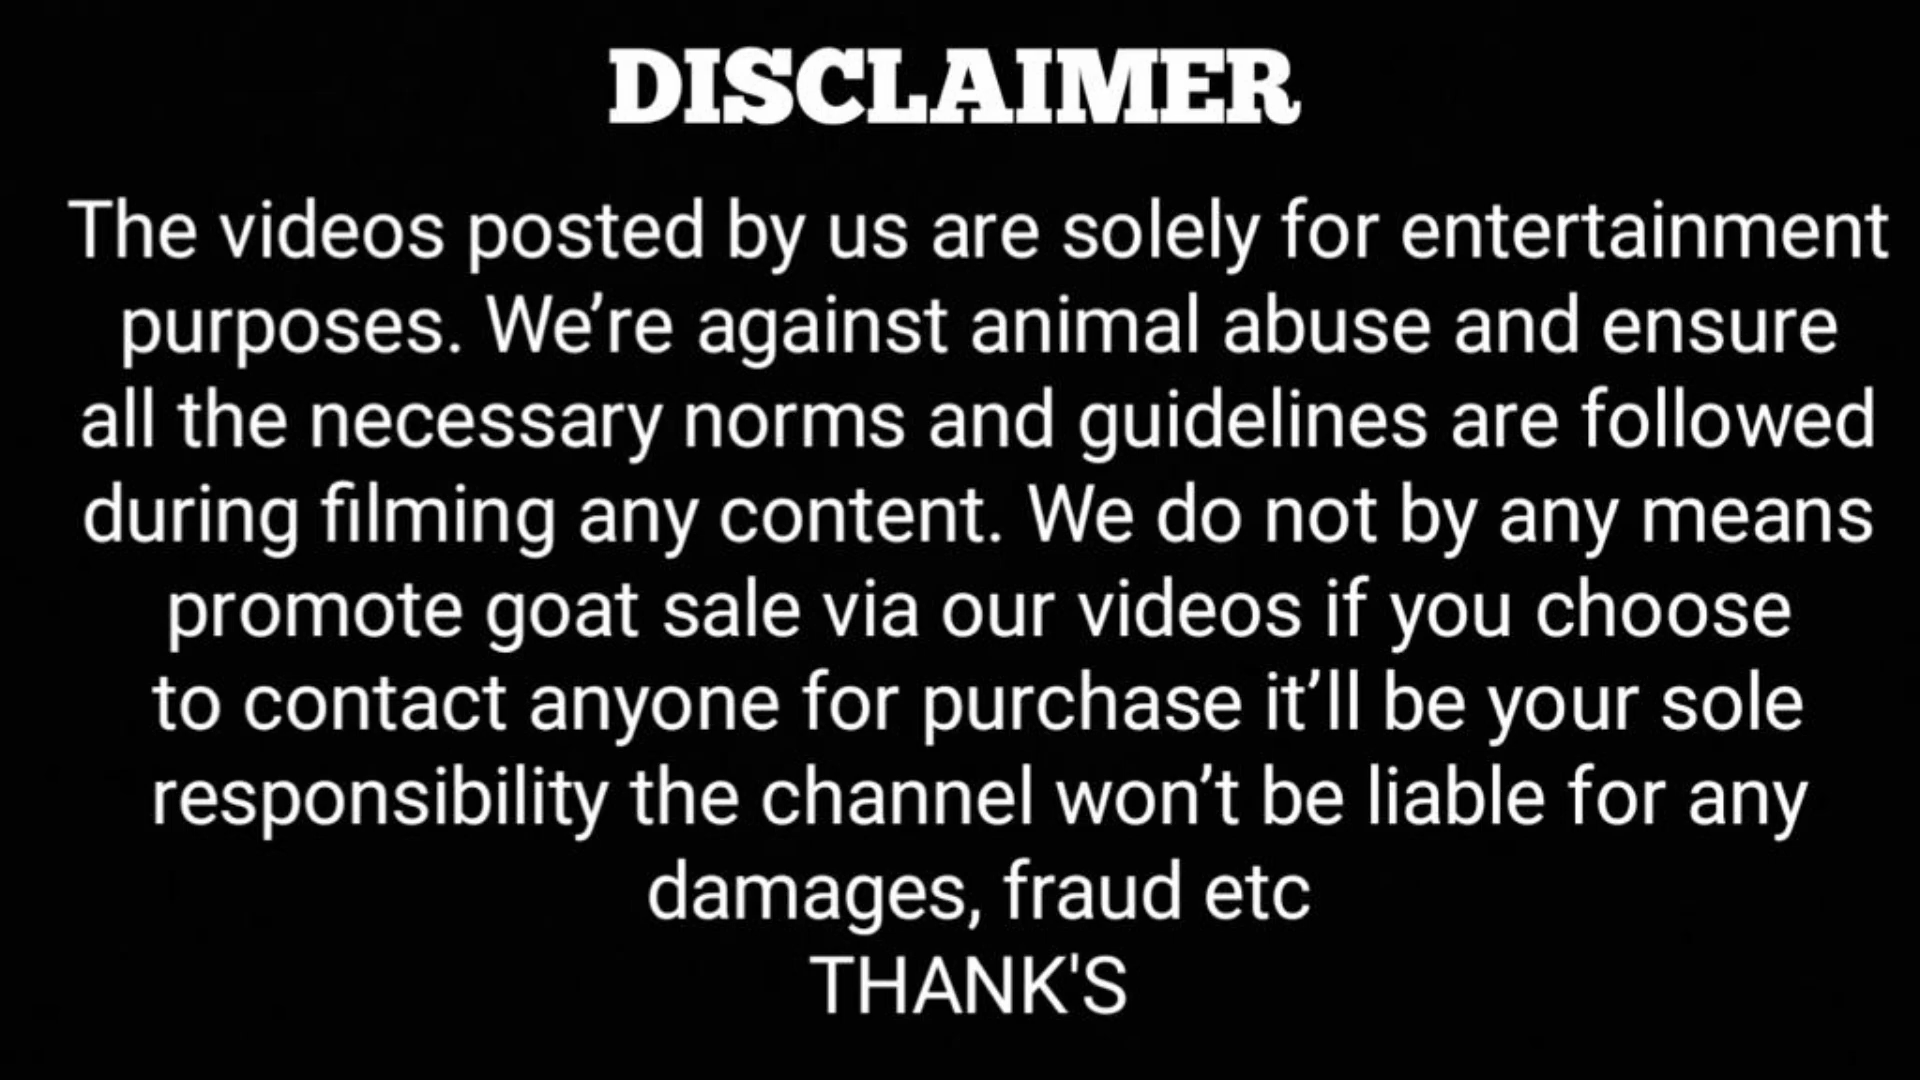 DISCLAIMER
The videos posted by us are solely for entertainment
purposes. We’re against animal abuse and ensure
all the necessary norms and guidelines are followed
during filming any content. We do not by any means
promote goat sale via our videos if you choose
to contact anyone for purchase it’ll be your sole
responsibility the channel won’t be liable for any
damages, fraud etc
THANK'S